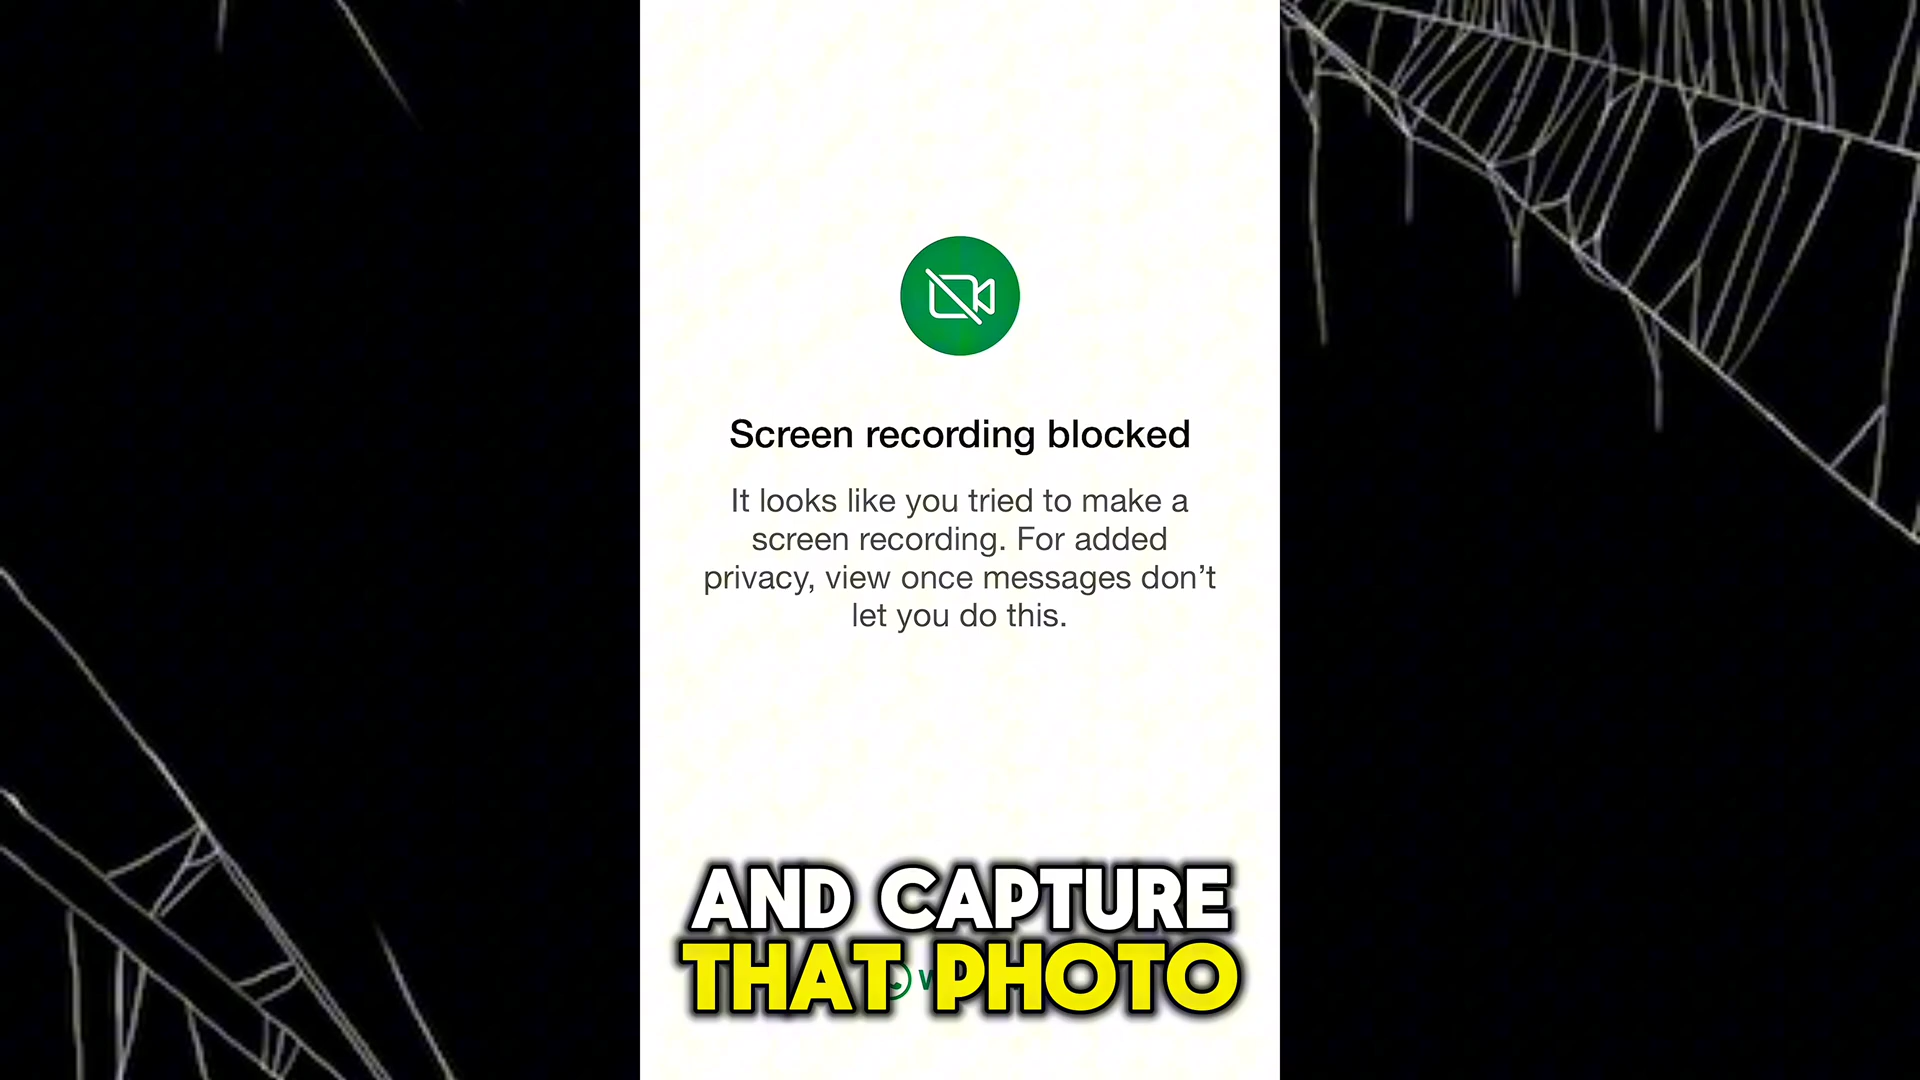 Screen recording blocked
It looks like you tried to make a
screen recording. For added
privacy, view once messages don’t
let you do this.
AND CAPTURE
THAT PHOTO